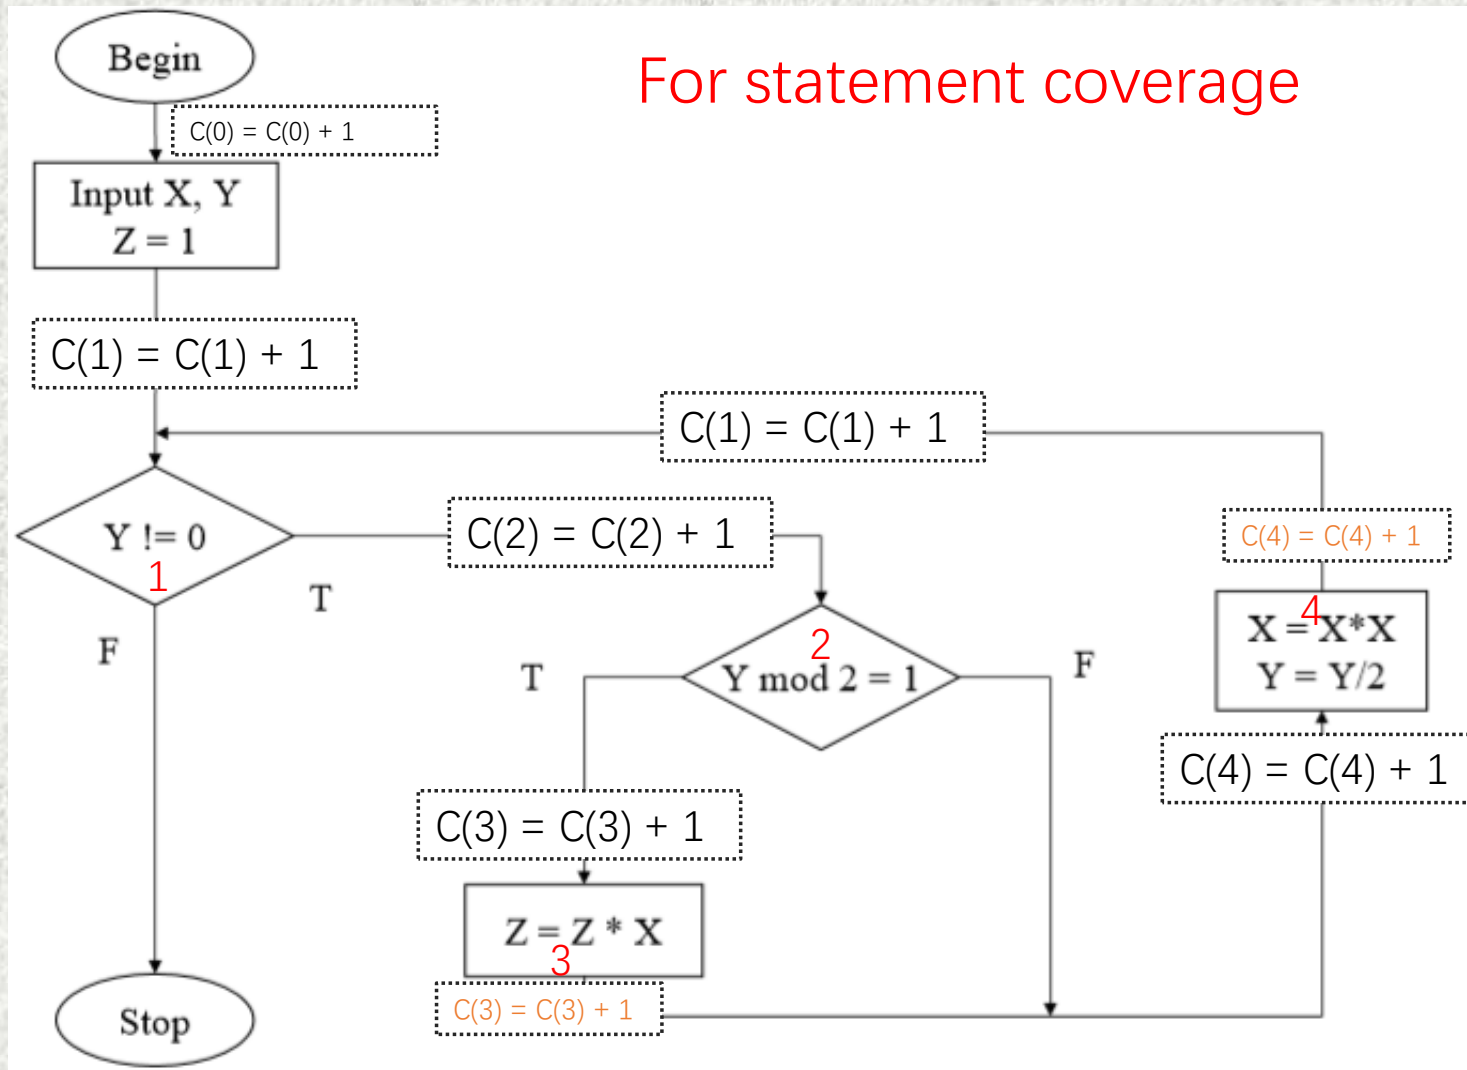 Begin
For statement coverage
C(0) = C(0) + 1
Input X, Y
Z = 1
C(1) = C(1) + 1
C(1) = C(1) + 1
Y != 0
1
T
F
C(2) = C(2) + 1
C(4) = C(4) + 1
4
X = X*X
Y = Y/2
2
Y mod 2 = 1
T
F
C(4) = C(4) + 1
C(3) = C(3) + 1
Z = Z * X
3
C(3) = C(3) + 1
Stop